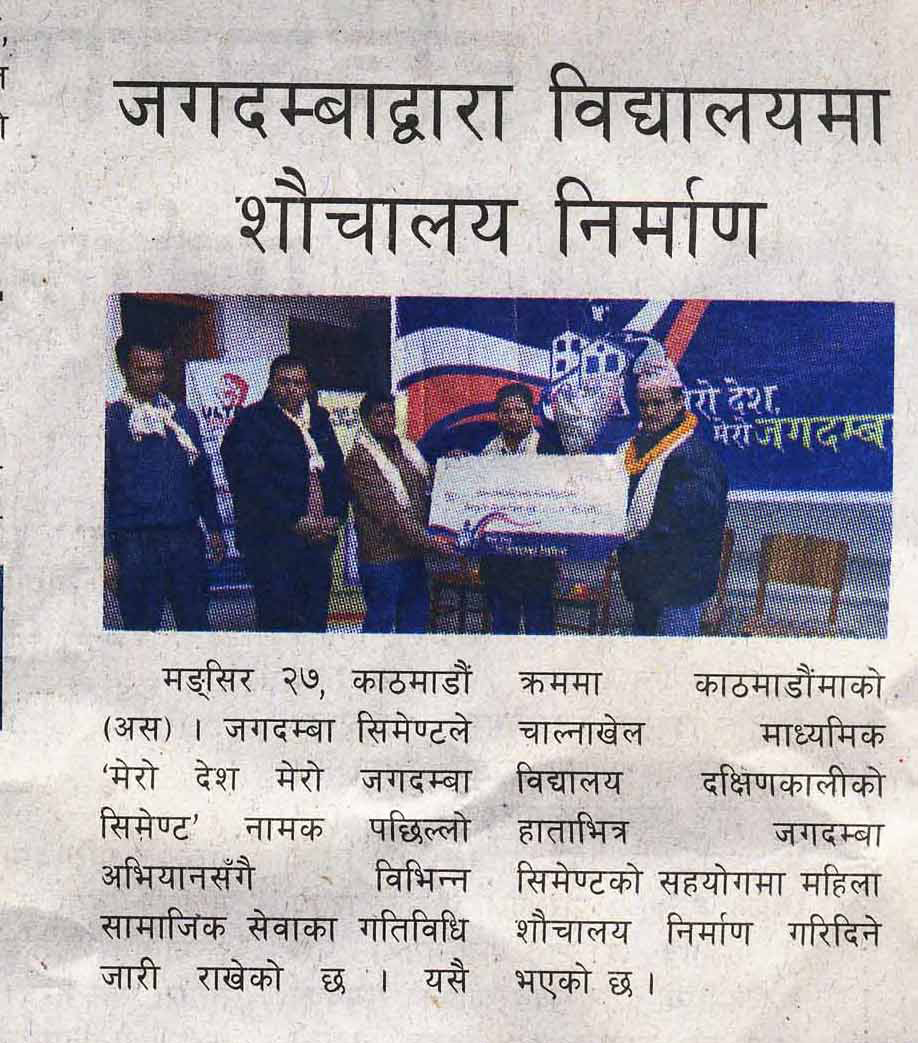 जगदम्बाद्वारा विद्यालयमा
शौचालय निर्माण
मेरो जगदम्ब
मङ्सिर २७, काठमाडौं
(अस) । जगदम्बा सिमेण्टले
‘मेरो देश मेरो जगदम्बा
सिमेण्ट’ नामक पछिल्लो
अभियानसँगै विभिन्न
सामाजिक सेवाका गतिविधि
जारी राखेको छ । यसै
क्रममा काठमाडौंमाको
चाल्नाखेल माध्यमिक
विद्यालय दक्षिणकालीको
हाताभित्र जगदम्बा
सिमेण्टको सहयोगमा महिला
शौचालय निर्माण गरिदिने
भएको छ ।